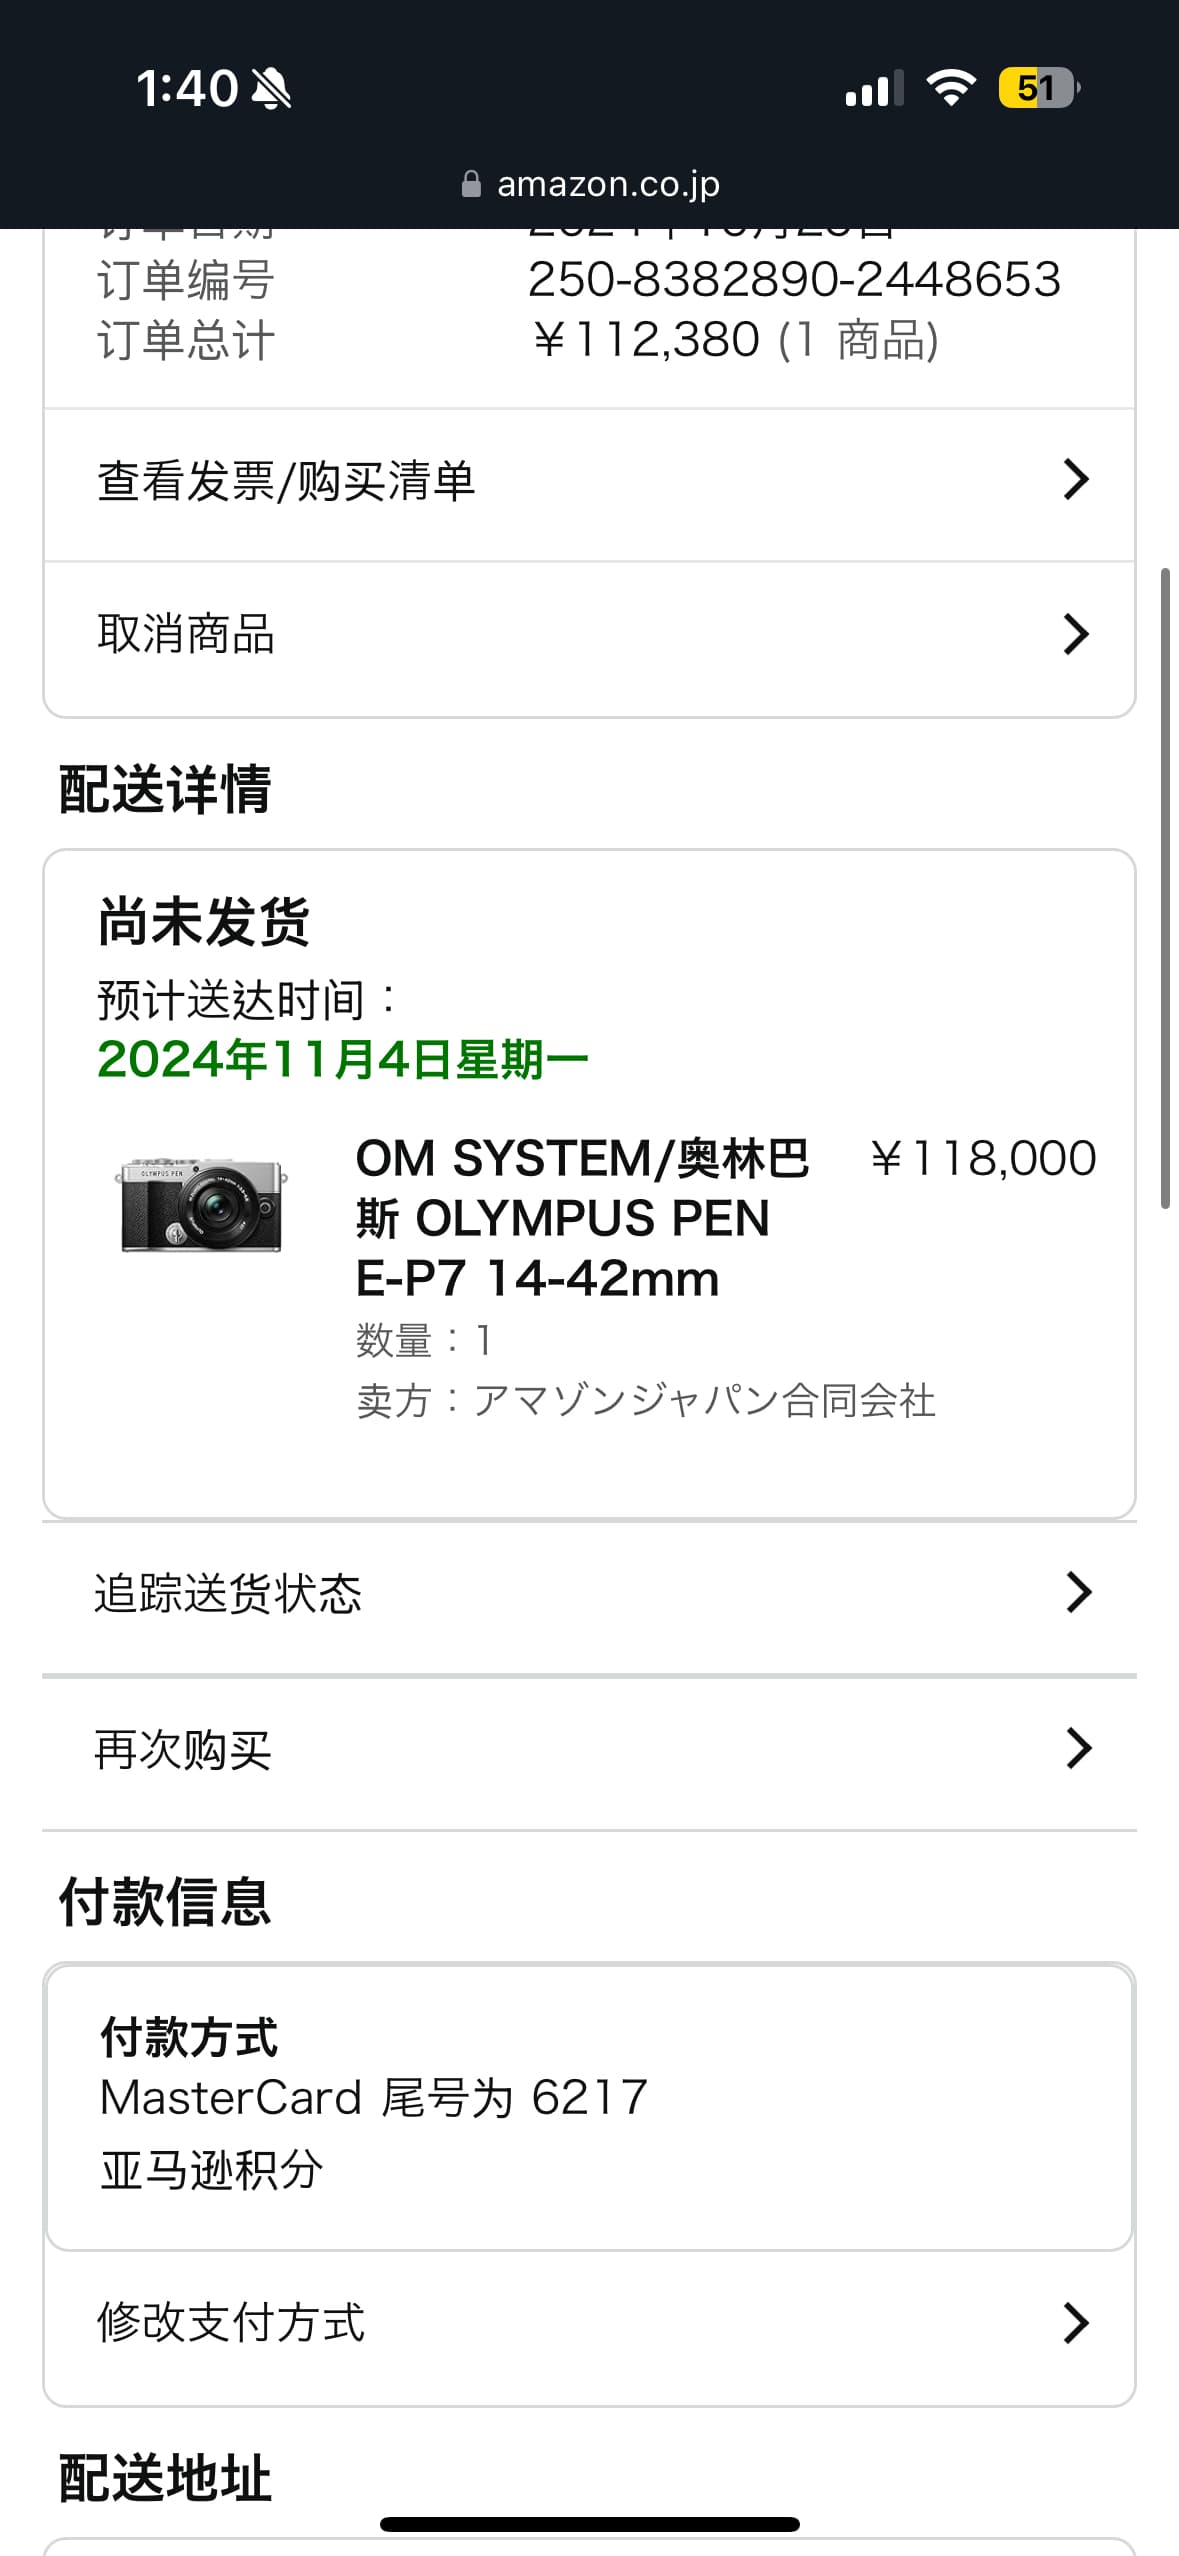 1:40
51
amazon.co.jp
订单日期
订单编号 250-8382890-2448653
订单总计 ￥112,380 (1 商品)
查看发票/购买清单
取消商品
配送详情
尚未发货
预计送达时间：
2024年11月4日星期一
OLYMPUS PEN
OM SYSTEM/奥林巴 ￥118,000
斯 OLYMPUS PEN
E-P7 14-42mm
数量：1
卖方：アマゾンジャパン合同会社
追踪送货状态
再次购买
付款信息
付款方式
MasterCard 尾号为 6217
亚马逊积分
修改支付方式
配送地址